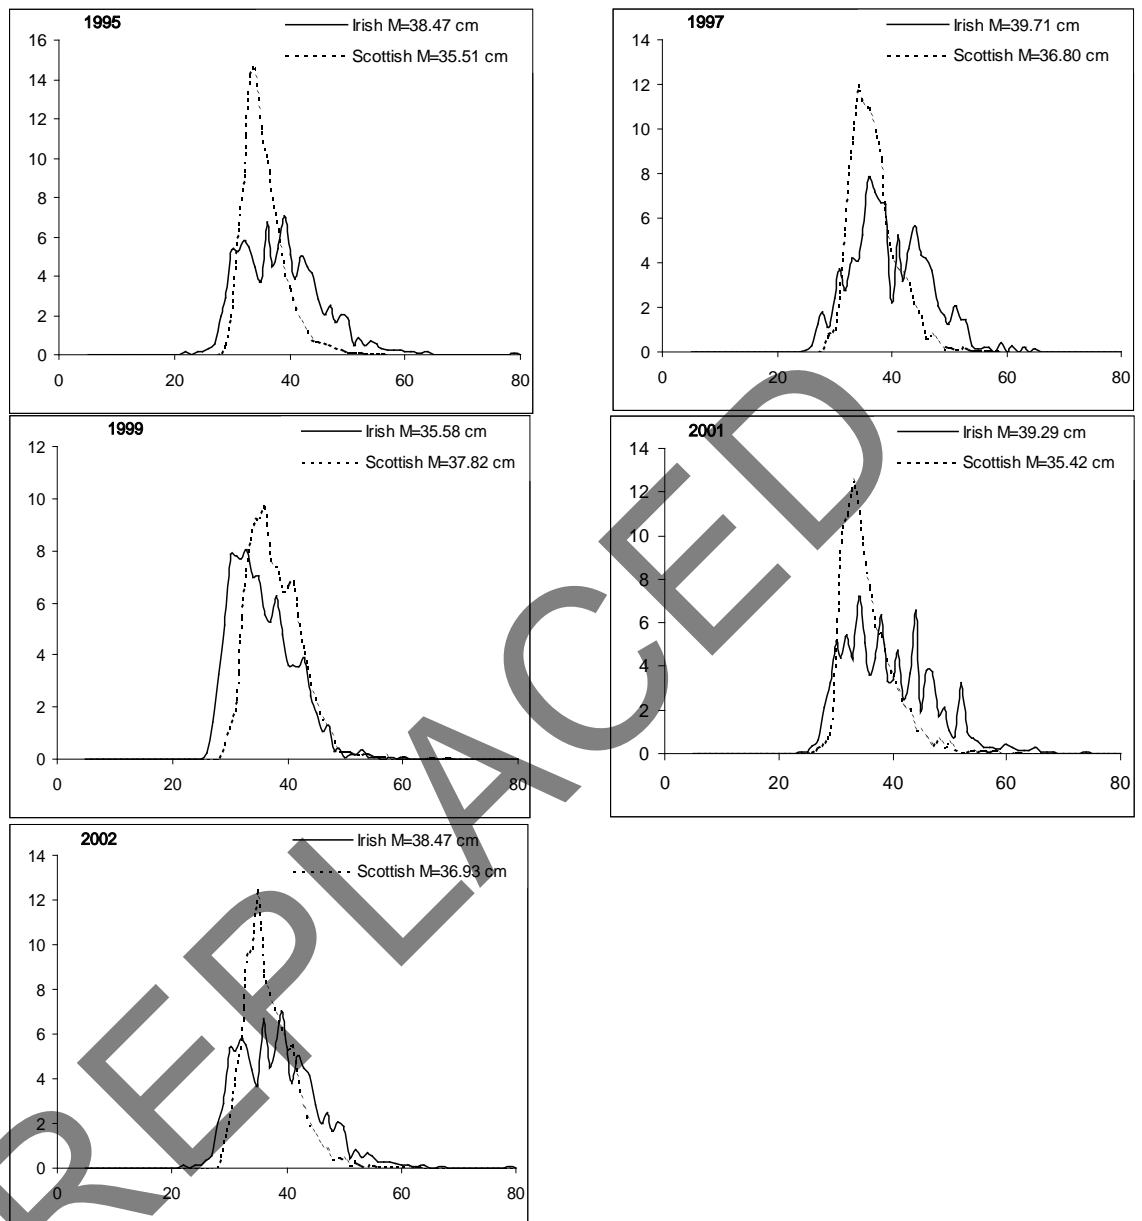 1995
Irish M=38.47 cm
Scottish M=35.51 cm
16
14
12
10
8
6
4
2
0
0 20 40 60 80
1997
Irish M=39.71 cm
Scottish M=36.80 cm
14
12
10
8
6
4
2
0
0 20 40 60 80
1999
Irish M=35.58 cm
Scottish M=37.82 cm
12
10
8
6
4
2
0
0 20 40 60 80
2001
Irish M=39.29 cm
Scottish M=35.42 cm
14
12
10
8
6
4
2
0
0 20 40 60 80
2002
Irish M=38.47 cm
Scottish M=36.93 cm
14
12
10
8
6
4
2
0
0 20 40 60 80
REPLACED